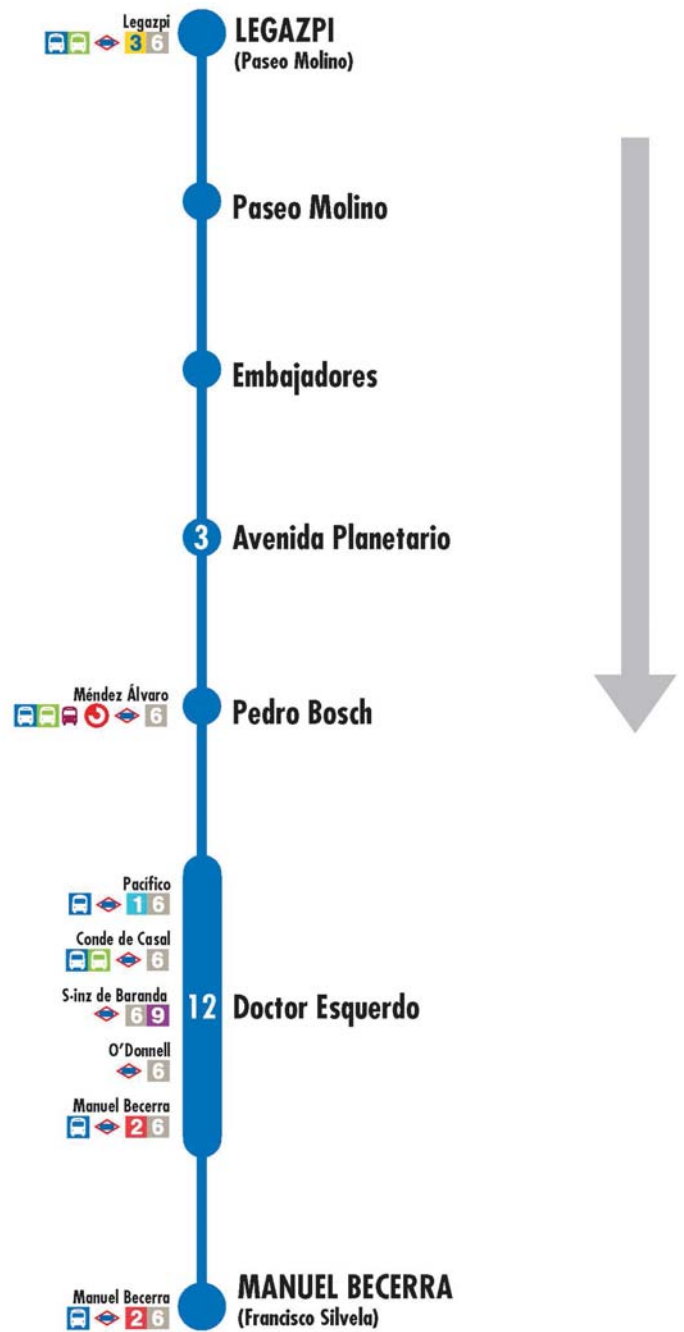 Legazpi
3 6
LEGAZPI
(Paseo Molino)
Paseo Molino
Embajadores
3 Avenida Planetario
Méndez Álvaro
6
Pedro Bosch
Pacífico
1 6
Conde de Casal
6
S-inz de Baranda
6 9
12 Doctor Esquerdo
O'Donnell
6
Manuel Becerra
2 6
Manuel Becerra
2 6
MANUEL BECERRA
(Francisco Silvela)